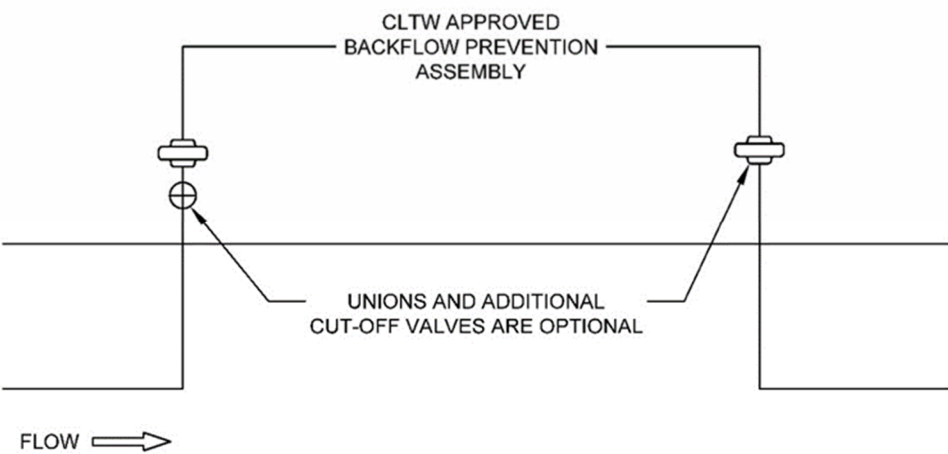 CLTW APPROVED
BACKFLOW PREVENTION
ASSEMBLY
UNIONS AND ADDITIONAL
CUT-OFF VALVES ARE OPTIONAL
FLOW